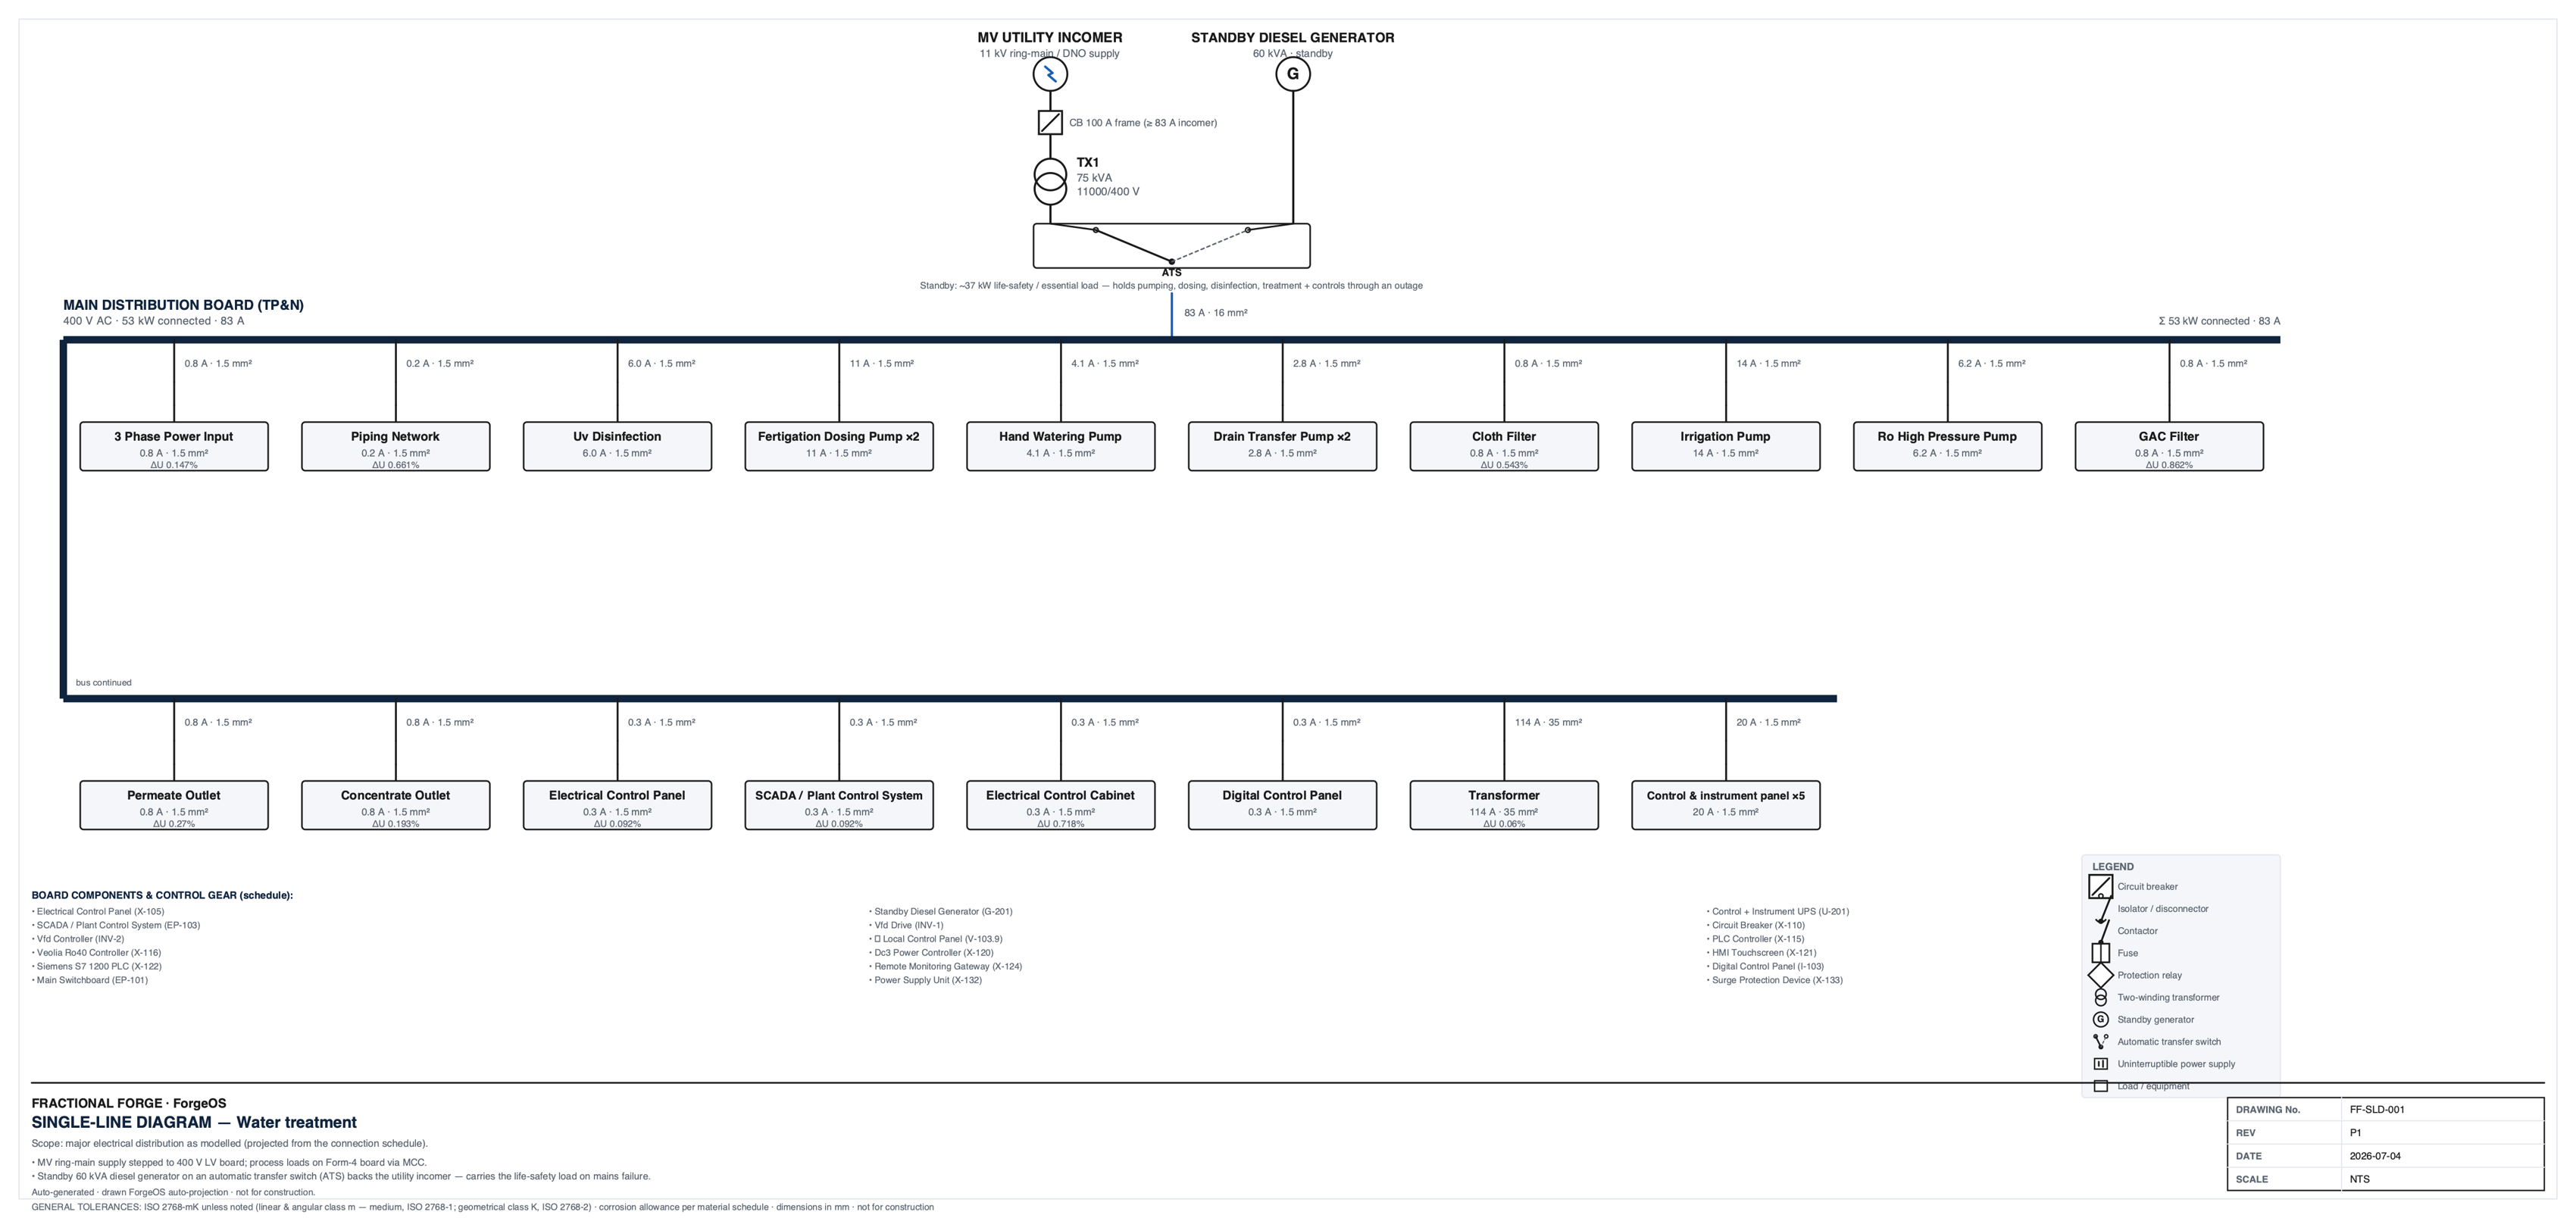 MV UTILITY INCOMER
11 kV ring-main / DNO supply
STANDBY DIESEL GENERATOR
60 kVA · standby
G
CB 100 A frame (≥ 83 A incomer)
TX1
75 kVA
11000/400 V
ATS
Standby: ~37 kW life-safety / essential load — holds pumping, dosing, disinfection, treatment + controls through an outage
MAIN DISTRIBUTION BOARD (TP&N)
400 V AC · 53 kW connected · 83 A
83 A · 16 mm²
Σ 53 kW connected · 83 A
0.8 A · 1.5 mm²
0.2 A · 1.5 mm²
6.0 A · 1.5 mm²
11 A · 1.5 mm²
4.1 A · 1.5 mm²
2.8 A · 1.5 mm²
0.8 A · 1.5 mm²
14 A · 1.5 mm²
6.2 A · 1.5 mm²
0.8 A · 1.5 mm²
3 Phase Power Input
0.8 A · 1.5 mm²
ΔU 0.147%
Piping Network
0.2 A · 1.5 mm²
ΔU 0.661%
Uv Disinfection
6.0 A · 1.5 mm²
Fertigation Dosing Pump ×2
11 A · 1.5 mm²
Hand Watering Pump
4.1 A · 1.5 mm²
Drain Transfer Pump ×2
2.8 A · 1.5 mm²
Cloth Filter
0.8 A · 1.5 mm²
ΔU 0.543%
Irrigation Pump
14 A · 1.5 mm²
Ro High Pressure Pump
6.2 A · 1.5 mm²
GAC Filter
0.8 A · 1.5 mm²
ΔU 0.862%
bus continued
0.8 A · 1.5 mm²
0.8 A · 1.5 mm²
0.3 A · 1.5 mm²
0.3 A · 1.5 mm²
0.3 A · 1.5 mm²
0.3 A · 1.5 mm²
114 A · 35 mm²
20 A · 1.5 mm²
Permeate Outlet
0.8 A · 1.5 mm²
ΔU 0.27%
Concentrate Outlet
0.8 A · 1.5 mm²
ΔU 0.193%
Electrical Control Panel
0.3 A · 1.5 mm²
ΔU 0.092%
SCADA / Plant Control System
0.3 A · 1.5 mm²
ΔU 0.092%
Electrical Control Cabinet
0.3 A · 1.5 mm²
ΔU 0.718%
Digital Control Panel
0.3 A · 1.5 mm²
Transformer
114 A · 35 mm²
ΔU 0.06%
Control & instrument panel ×5
20 A · 1.5 mm²
BOARD COMPONENTS & CONTROL GEAR (schedule):
• Electrical Control Panel (X-105)
• SCADA / Plant Control System (EP-103)
• Vfd Controller (INV-2)
• Veolia Ro40 Controller (X-116)
• Siemens S7 1200 PLC (X-122)
• Main Switchboard (EP-101)
• Standby Diesel Generator (G-201)
• Vfd Drive (INV-1)
• Local Control Panel (V-103.9)
• Dc3 Power Controller (X-120)
• Remote Monitoring Gateway (X-124)
• Power Supply Unit (X-132)
• Control + Instrument UPS (U-201)
• Circuit Breaker (X-110)
• PLC Controller (X-115)
• HMI Touchscreen (X-121)
• Digital Control Panel (I-103)
• Surge Protection Device (X-133)
LEGEND
Circuit breaker
Isolator / disconnector
Contactor
Fuse
Protection relay
Two-winding transformer
G Standby generator
Automatic transfer switch
Uninterruptible power supply
Load / equipment
FRACTIONAL FORGE · ForgeOS
SINGLE-LINE DIAGRAM — Water treatment
Scope: major electrical distribution as modelled (projected from the connection schedule).
• MV ring-main supply stepped to 400 V LV board; process loads on Form-4 board via MCC.
• Standby 60 kVA diesel generator on an automatic transfer switch (ATS) backs the utility incomer — carries the life-safety load on mains failure.
Auto-generated · drawn ForgeOS auto-projection · not for construction.
GENERAL TOLERANCES: ISO 2768-mK unless noted (linear & angular class m — medium, ISO 2768-1; geometrical class K, ISO 2768-2) · corrosion allowance per material schedule · dimensions in mm · not for construction
DRAWING No. FF-SLD-001
REV P1
DATE 2026-07-04
SCALE NTS